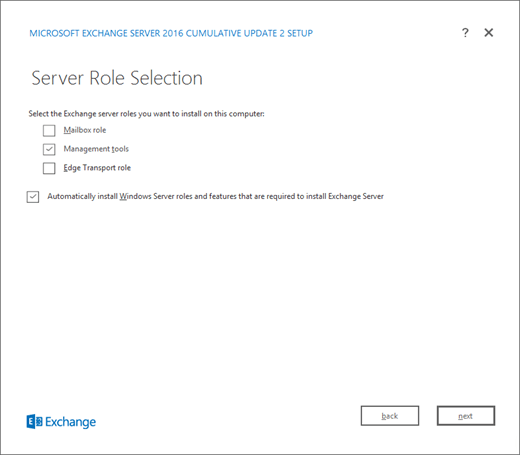 MICROSOFT EXCHANGE SERVER 2016 CUMULATIVE UPDATE 2 SETUP
?
Server Role Selection
Select the Exchange server roles you want to install on this computer:
Mailbox role
Management tools
Edge Transport role
Automatically install Windows Server roles and features that are required to install Exchange Server
E Exchange
back
next